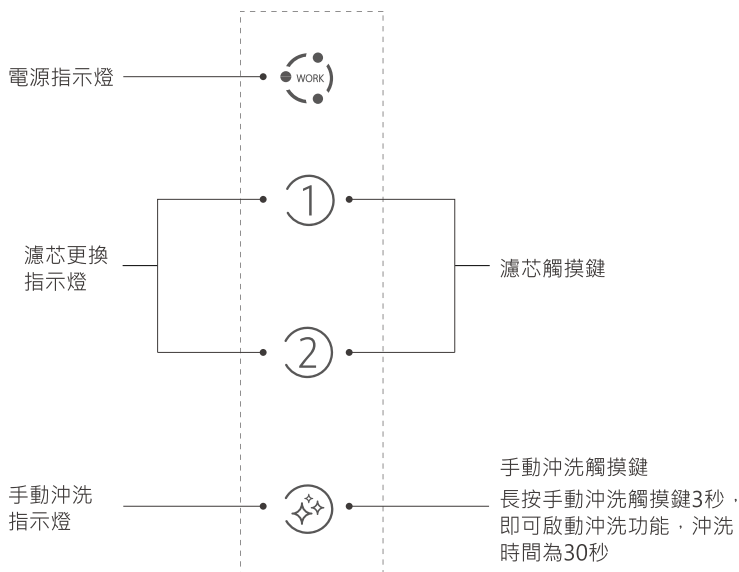 電源指示燈
WORK
1
濾芯更換
指示燈
濾芯觸摸鍵
2
手動沖洗
指示燈
手動沖洗觸摸鍵
長按手動沖洗觸摸鍵3秒，
即可啟動沖洗功能，沖洗
時間為30秒